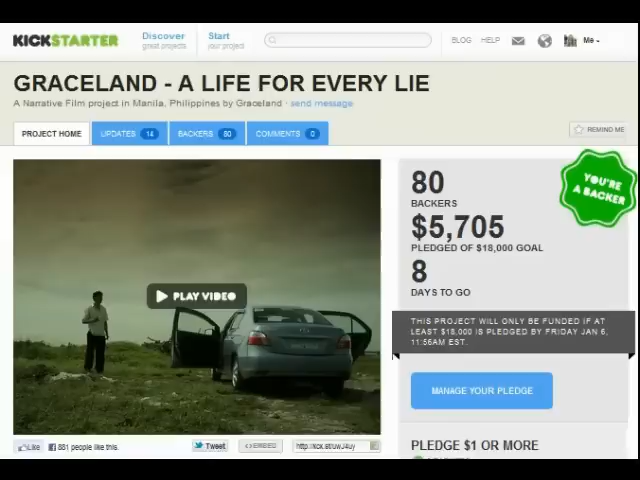 KICKSTARTER
Discover
great projects
Start
your project
BLOG HELP
Me
GRACELAND - A LIFE FOR EVERY LIE
A Narrative Film project in Manila, Philippines by Graceland · send message
PROJECT HOME
UPDATES 14
BACKERS 80
COMMENTS 0
REMIND ME
PLAY VIDEO
YOU'RE
A BACKER
80
BACKERS
$5,705
PLEDGED OF $18,000 GOAL
8
DAYS TO GO
THIS PROJECT WILL ONLY BE FUNDED IF AT
LEAST $18,000 IS PLEDGED BY FRIDAY JAN 6,
11:56AM EST.
MANAGE YOUR PLEDGE
Like
881 people like this.
Tweet
<>EMBED
PLEDGE $1 OR MORE